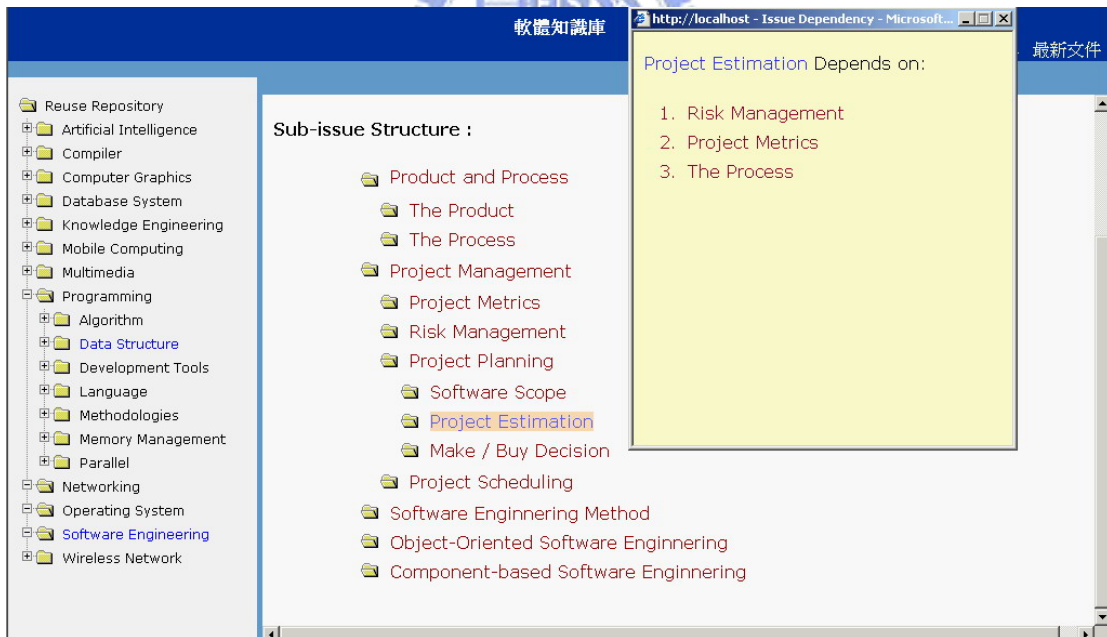 軟體知識庫
http://localhost - Issue Dependency - Microsoft...
最新文件
Project Estimation Depends on:
1. Risk Management
2. Project Metrics
3. The Process
Reuse Repository
Artificial Intelligence
Compiler
Computer Graphics
Database System
Knowledge Engineering
Mobile Computing
Multimedia
Programming
Algorithm
Data Structure
Development Tools
Language
Methodologies
Memory Management
Parallel
Networking
Operating System
Software Engineering
Wireless Network
Sub-issue Structure :
Product and Process
The Product
The Process
Project Management
Project Metrics
Risk Management
Project Planning
Software Scope
Project Estimation
Make / Buy Decision
Project Scheduling
Software Enginnering Method
Object-Oriented Software Enginnering
Component-based Software Enginnering